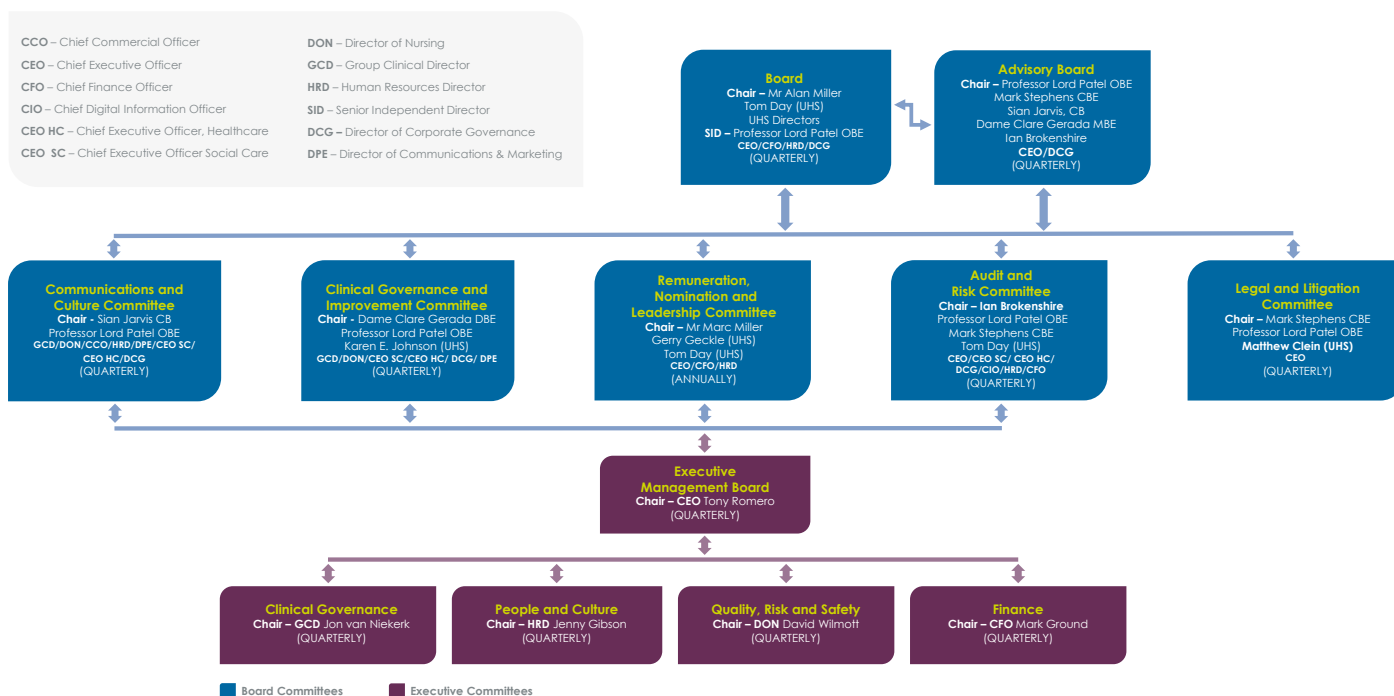 CCO – Chief Commercial Officer
CEO – Chief Executive Officer
CFO – Chief Finance Officer
CIO – Chief Digital Information Officer
CEO HC – Chief Executive Officer, Healthcare
CEO SC – Chief Executive Officer Social Care
DON – Director of Nursing
GCD – Group Clinical Director
HRD – Human Resources Director
SID – Senior Independent Director
DCG – Director of Corporate Governance
DPE – Director of Communications & Marketing
Board
Chair – Mr Alan Miller
Tom Day (UHS)
UHS Directors
SID – Professor Lord Patel OBE
CEO/CFO/HRD/DCG
(QUARTERLY)
Advisory Board
Chair – Professor Lord Patel OBE
Mark Stephens CBE
Sian Jarvis, CB
Dame Clare Gerada MBE
Ian Brokenshire
CEO/DCG
(QUARTERLY)
Communications and
Culture Committee
Chair - Sian Jarvis CB
Professor Lord Patel OBE
GCD/DON/CCO/HRD/DPE/CEO SC/
CEO HC/DCG
(QUARTERLY)
Clinical Governance and
Improvement Committee
Chair - Dame Clare Gerada DBE
Professor Lord Patel OBE
Karen E. Johnson (UHS)
GCD/DON/CEO SC/CEO HC/ DCG/ DPE
(QUARTERLY)
Remuneration,
Nomination and
Leadership Committee
Chair – Mr Marc Miller
Gerry Geckle (UHS)
Tom Day (UHS)
CEO/CFO/HRD
(ANNUALLY)
Audit and
Risk Committee
Chair – Ian Brokenshire
Professor Lord Patel OBE
Mark Stephens CBE
Tom Day (UHS)
CEO/CEO SC/ CEO HC/
DCG/CIO/HRD/CFO
(QUARTERLY)
Legal and Litigation
Committee
Chair – Mark Stephens CBE
Professor Lord Patel OBE
Matthew Clein (UHS)
CEO
(QUARTERLY)
Executive
Management Board
Chair – CEO Tony Romero
(QUARTERLY)
Clinical Governance
Chair – GCD Jon van Niekerk
(QUARTERLY)
People and Culture
Chair – HRD Jenny Gibson
(QUARTERLY)
Quality, Risk and Safety
Chair – DON David Wilmott
(QUARTERLY)
Finance
Chair – CFO Mark Ground
(QUARTERLY)
Board Committees
Executive Committees